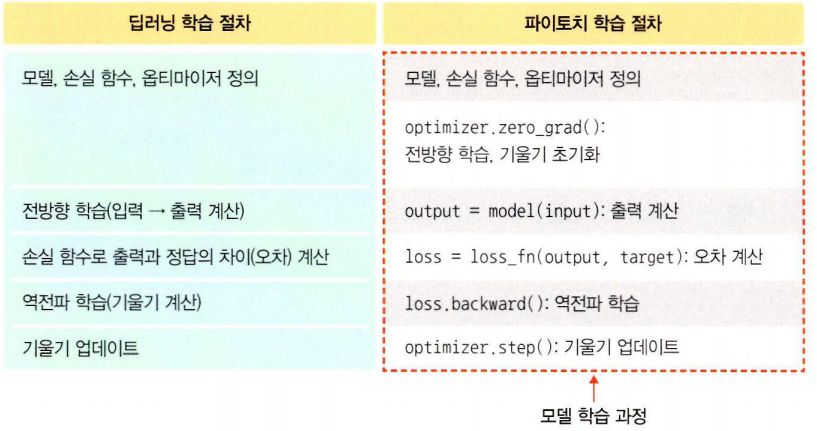 딥러닝 학습 절차
파이토치 학습 절차
모델, 손실 함수, 옵티마이저 정의
모델, 손실 함수, 옵티마이저 정의
optimizer.zero_grad():
전방향 학습, 기울기 초기화
전방향 학습(입력 → 출력 계산)
output = model(input): 출력 계산
손실 함수로 출력과 정답의 차이(오차) 계산
loss = loss_fn(output, target): 오차 계산
역전파 학습(기울기 계산)
loss.backward(): 역전파 학습
기울기 업데이트
optimizer.step(): 기울기 업데이트
모델 학습 과정